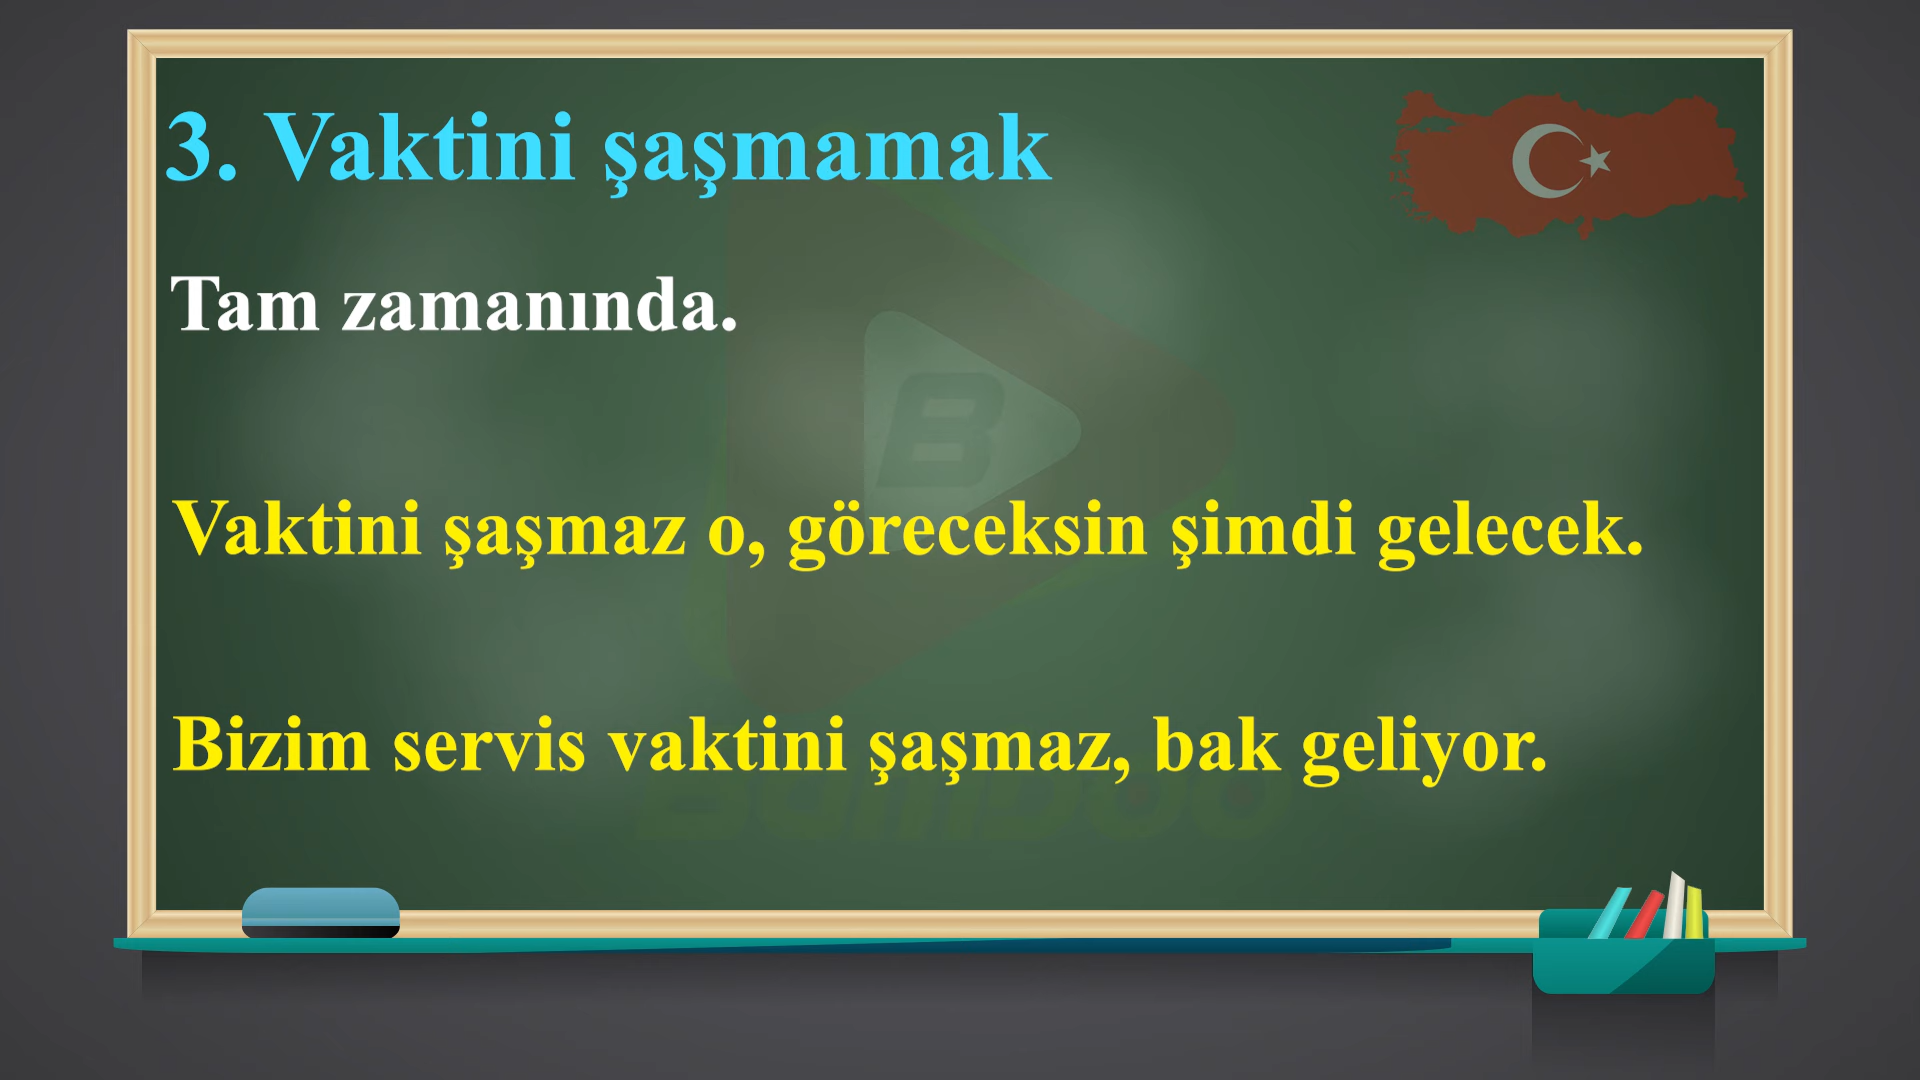 3. Vaktini şaşmamak
Tam zamanında.
B
Vaktini şaşmaz o, göreceksin şimdi gelecek.
Bizim servis vaktini şaşmaz, bak geliyor.